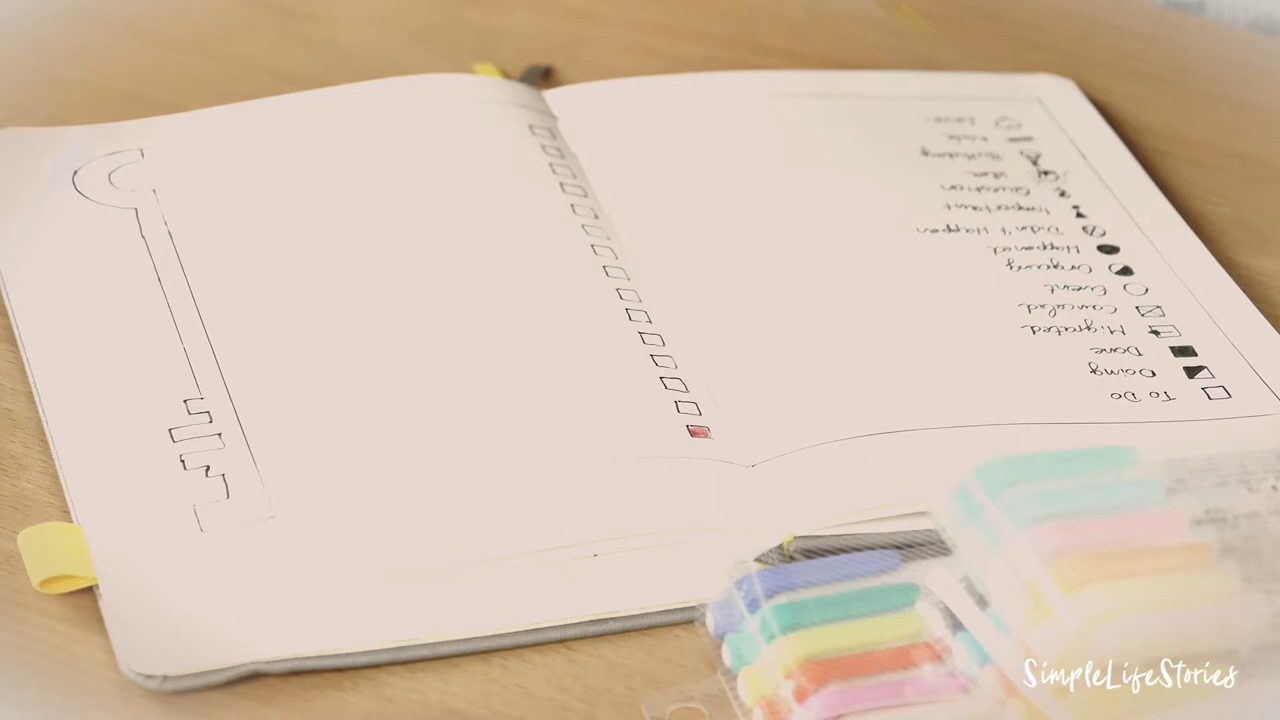 To Do
Doing
Done
Migrated
Canceled
Event
Ongoing
Happened
Didn't Happen
Important
Question
Idea
Birthday
SimpleLifeStories